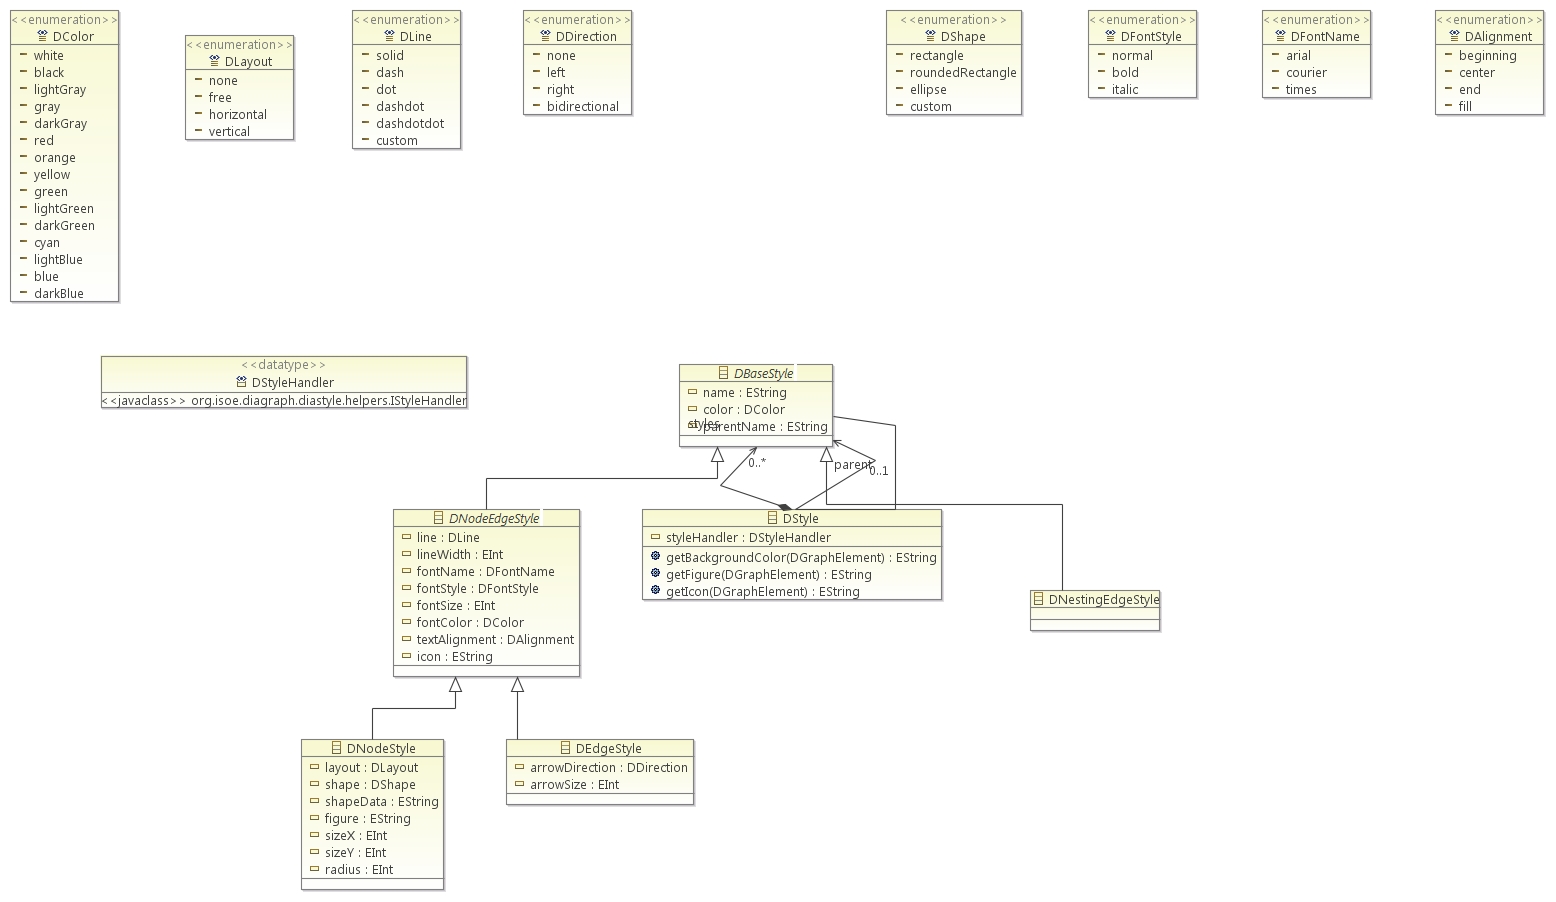 <<enumeration>>
DColor
white
black
lightGray
gray
darkGray
red
orange
yellow
green
lightGreen
darkGreen
cyan
lightBlue
blue
darkBlue
<<enumeration>>
DLayout
none
free
horizontal
vertical
<<enumeration>>
DLine
solid
dash
dot
dashdot
dashdotdot
custom
<<enumeration>>
DDirection
none
left
right
bidirectional
<<enumeration>>
DShape
rectangle
roundedRectangle
ellipse
custom
<<enumeration>>
DFontStyle
normal
bold
italic
<<enumeration>>
DFontName
arial
courier
times
<<enumeration>>
DAlignment
beginning
center
end
fill
<<datatype>>
DStyleHandler
<<javaclass>> org.isoe.diagraph.diastyle.helpers.IStyleHandler
DBaseStyle
name : EString
color : DColor
parentName : EString
styles
0..*
parent
0..1
DNodeEdgeStyle
line : DLine
lineWidth : EInt
fontName : DFontName
fontStyle : DFontStyle
fontSize : EInt
fontColor : DColor
textAlignment : DAlignment
icon : EString
DStyle
styleHandler : DStyleHandler
getBackgroundColor(DGraphElement) : EString
getFigure(DGraphElement) : EString
getIcon(DGraphElement) : EString
DNestingEdgeStyle
DNodeStyle
layout : DLayout
shape : DShape
shapeData : EString
figure : EString
sizeX : EInt
sizeY : EInt
radius : EInt
DEdgeStyle
arrowDirection : DDirection
arrowSize : EInt